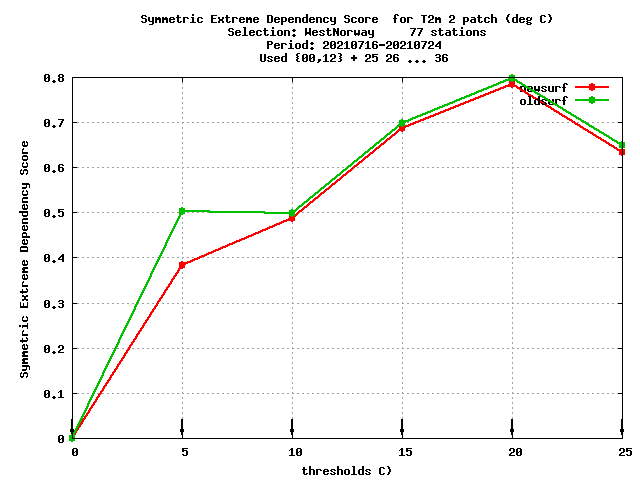 Symmetric Extreme Dependency Score  for T2m 2 patch (deg C)
Selection: WestNorway     77 stations
Period: 20210716-20210724
Used {00,12} + 25 26 ... 36
newsurf
oldsurf
Symmetric Extreme Dependency Score
0.8
0.7
0.6
0.5
0.4
0.3
0.2
0.1
0
0 5 10 15 20 25
thresholds C)